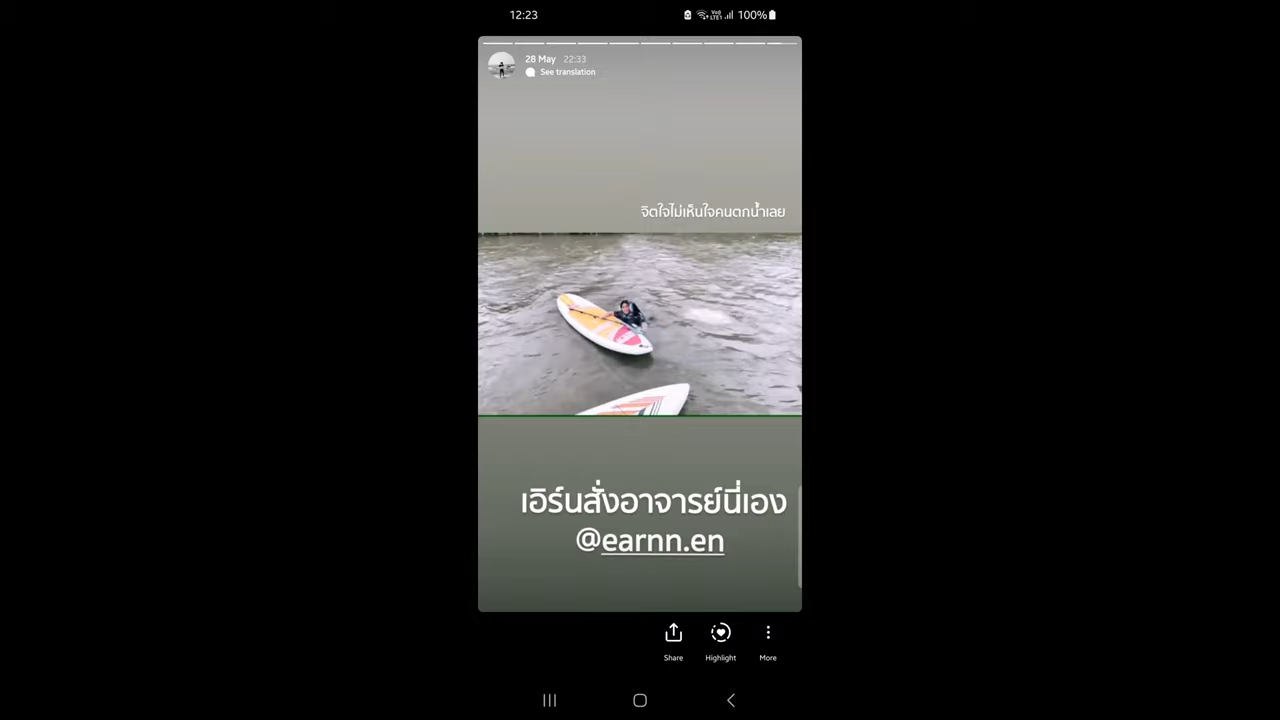 12:23
Vo))
LTE1
100%
28 May 22:33
See translation
จิตใจไม่เห็นใจคนตกน้ำเลย
เอิร์นสั่งอาจารย์นี่เอง
@earnn.en
Share
Highlight
More